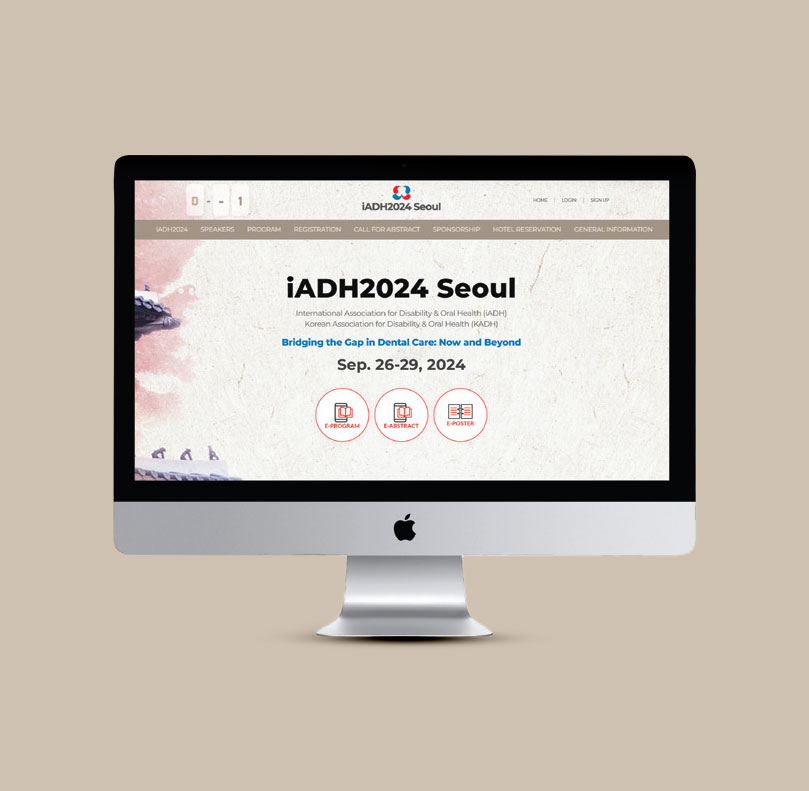 D - - 1
iADH2024 Seoul
HOME | LOGIN | SIGN UP
iADH2024 SPEAKERS PROGRAM REGISTRATION CALL FOR ABSTRACT SPONSORSHIP HOTEL RESERVATION GENERAL INFORMATION
iADH2024 Seoul
International Association for Disability & Oral Health (iADH)
Korean Association for Disability & Oral Health (KADH)
Bridging the Gap in Dental Care: Now and Beyond
Sep. 26-29, 2024
E-PROGRAM
E-ABSTRACT
E-POSTER